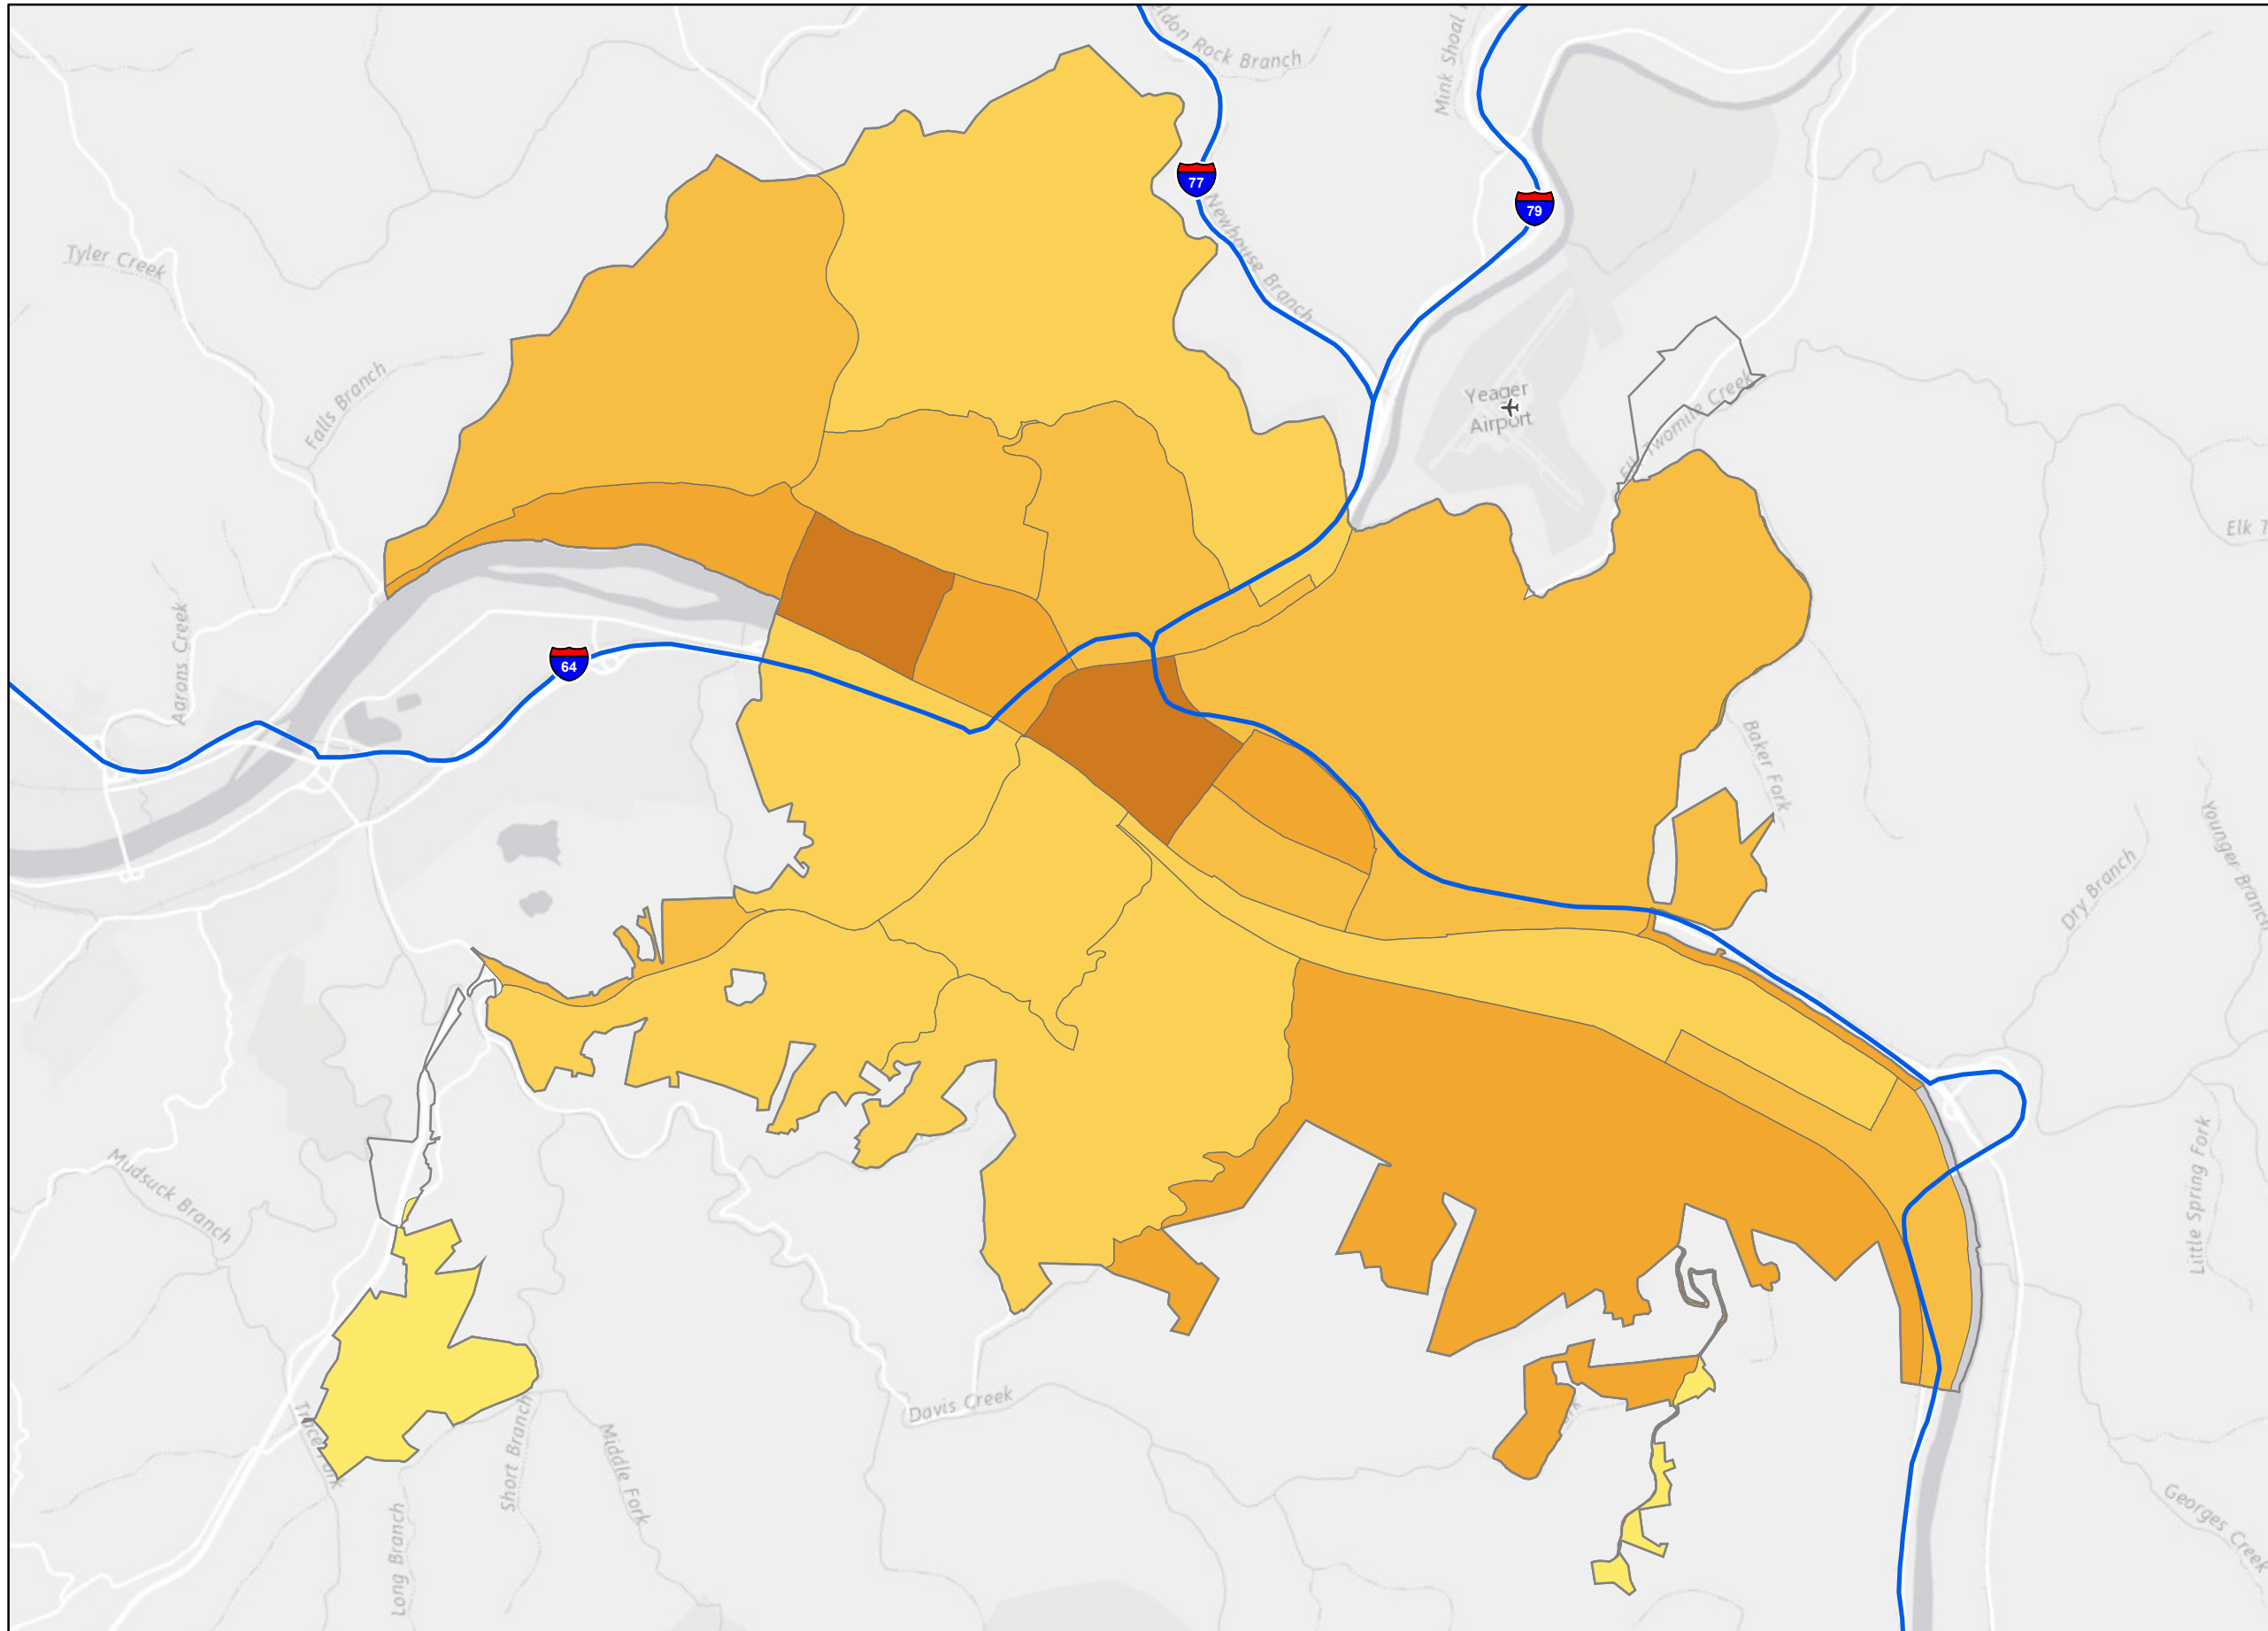 Rock Branch
Mink Shoal
77
79
Newhouse Branch
Tyler Creek
Falls Branch
Yeager
Airport
Twomile Creek
Elk
Aarons Creek
64
Baker Fork
Younger Branch
Dry Branch
Mudsuck Branch
Little Spring Fork
Davis Creek
Short Branch
Middle Fork
Long Branch
Georges Creek